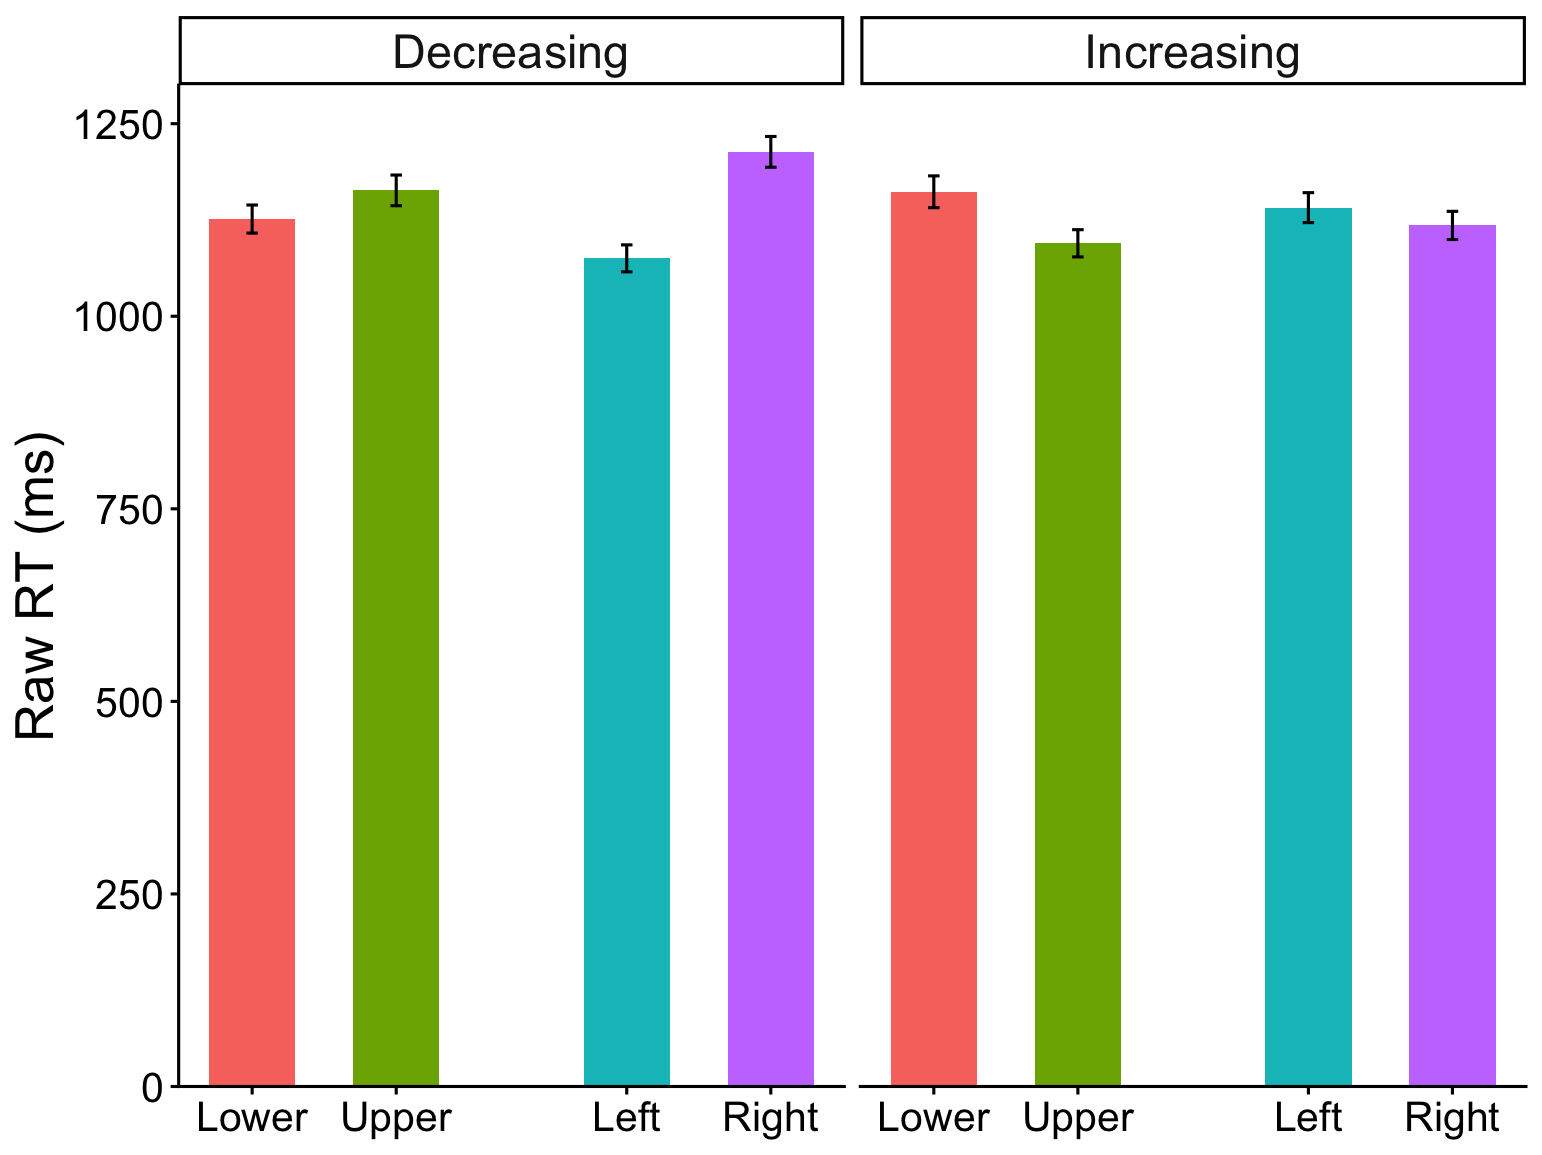 Decreasing
Increasing
Raw RT (ms)
1250
1000
750
500
250
0
Lower Upper Left Right Lower Upper Left Right